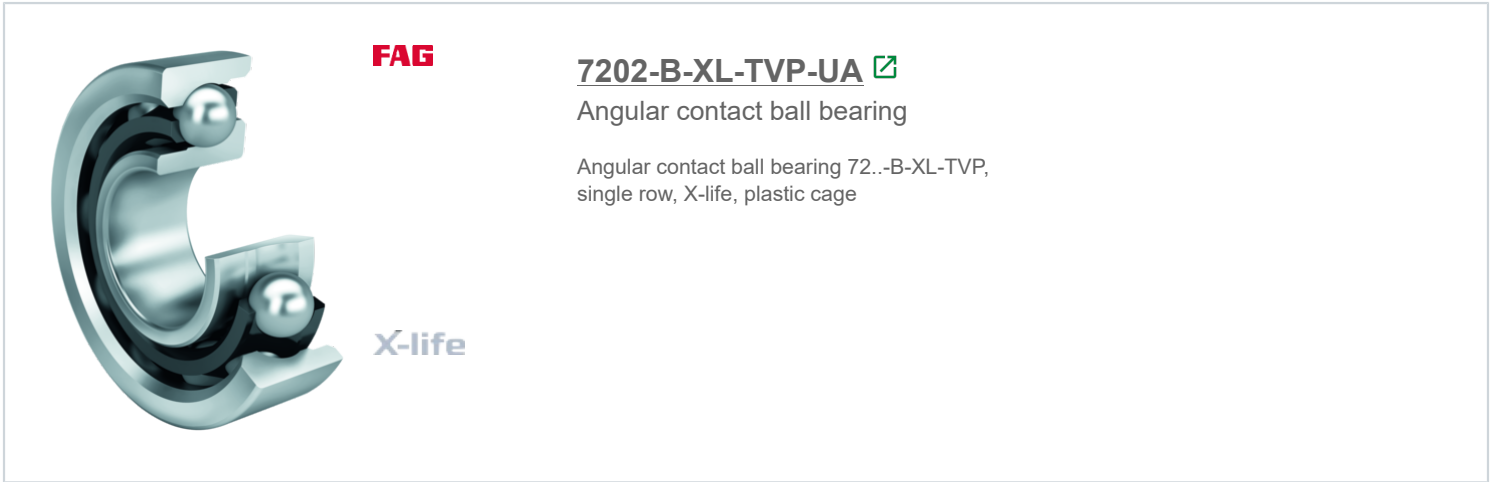 FAG
7202-B-XL-TVP-UA
Angular contact ball bearing
Angular contact ball bearing 72..-B-XL-TVP,
single row, X-life, plastic cage
X-life